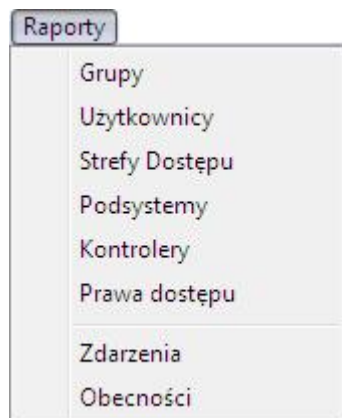 Raporty
Grupy
Użytkownicy
Strefy Dostępu
Podsystemy
Kontrolery
Prawa dostępu
Zdarzenia
Obecności